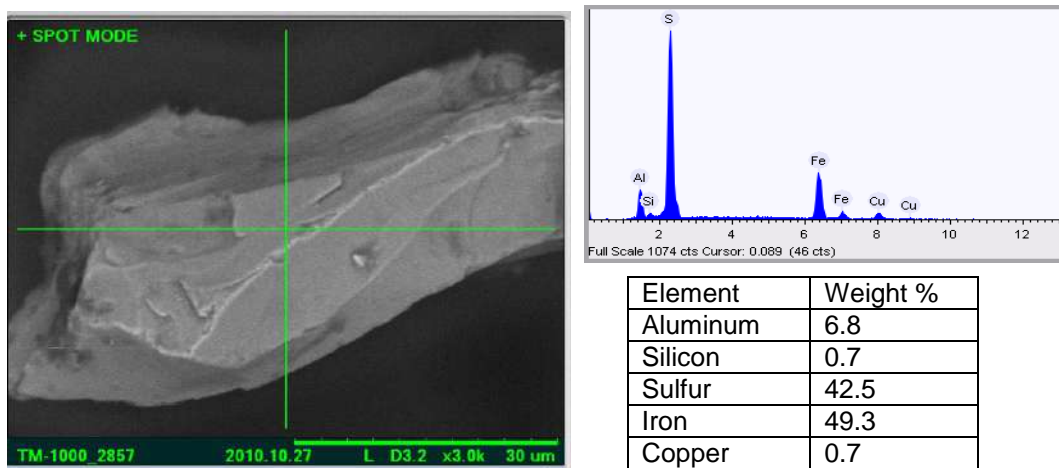 + SPOT MODE
TM-1000_2857 2010.10.27 L D3.2 x3.0k 30 um
S
Al
Si
Fe
Fe
Cu
Cu
2 4 6 8 10 12
Full Scale 1074 cts Cursor: 0.089 (46 cts)
Element Weight %
Aluminum 6.8
Silicon 0.7
Sulfur 42.5
Iron 49.3
Copper 0.7